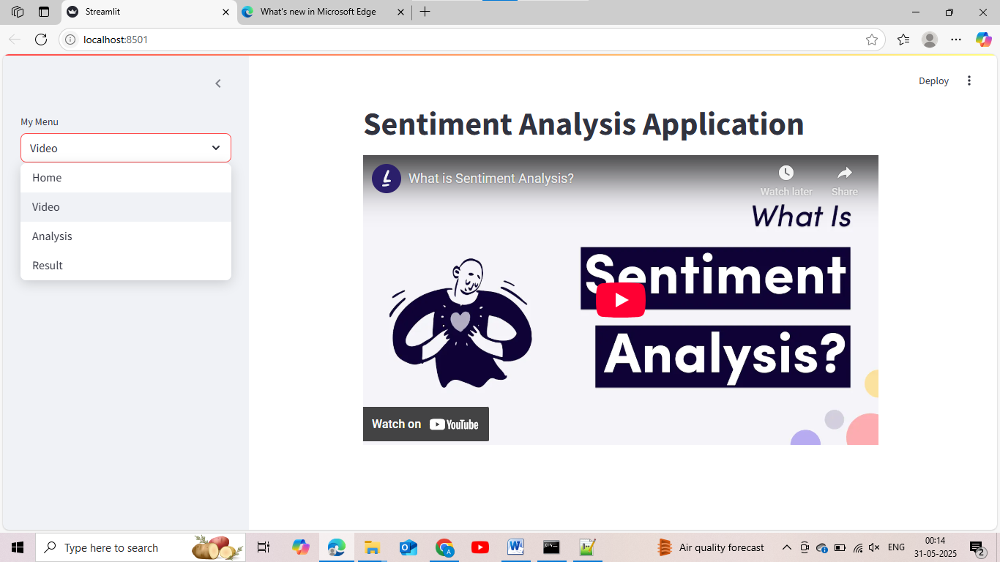 Streamlit
What's new in Microsoft Edge
localhost:8501
Deploy
My Menu
Video
Home
Video
Analysis
Result
Sentiment Analysis Application
What is Sentiment Analysis?
Watch later
Share
What Is
Sentiment
Analysis?
Watch on YouTube
Type here to search
Air quality forecast
ENG
00:14
31-05-2025
2